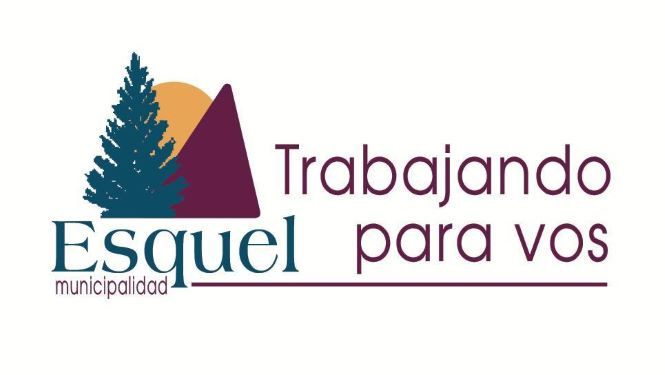 Trabajando
para vos
Esquel
municipalidad